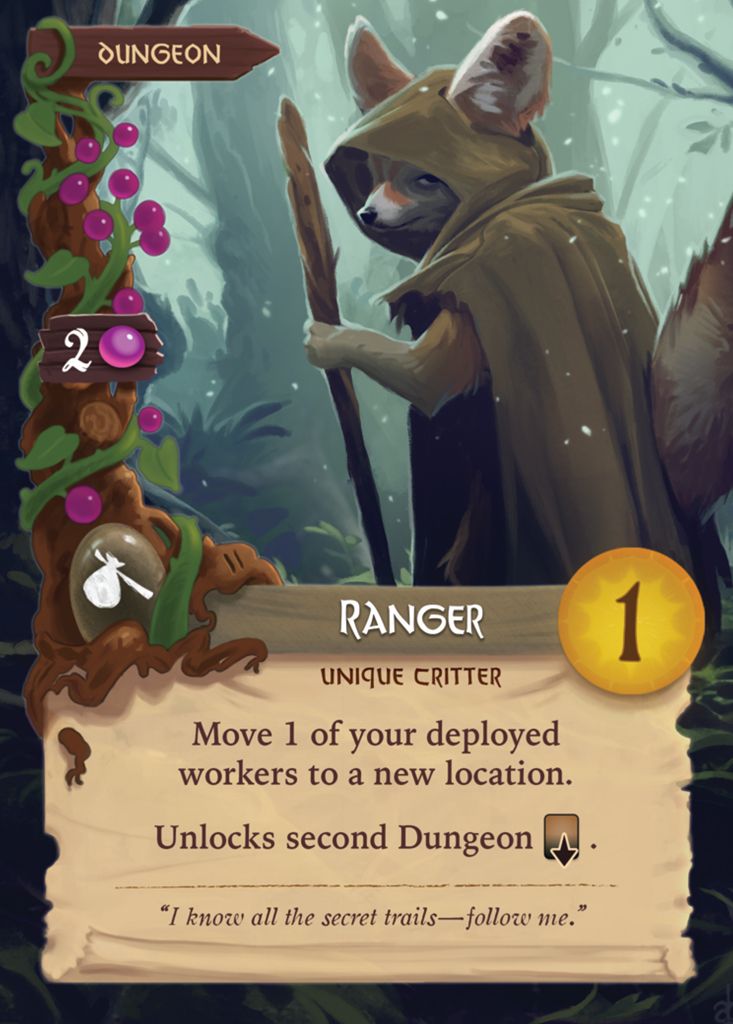 DUNGEON
2
RANGER
1
UNIQUE CRITTER
Move 1 of your deployed
workers to a new location.
Unlocks second Dungeon .
“I know all the secret trails—follow me.”